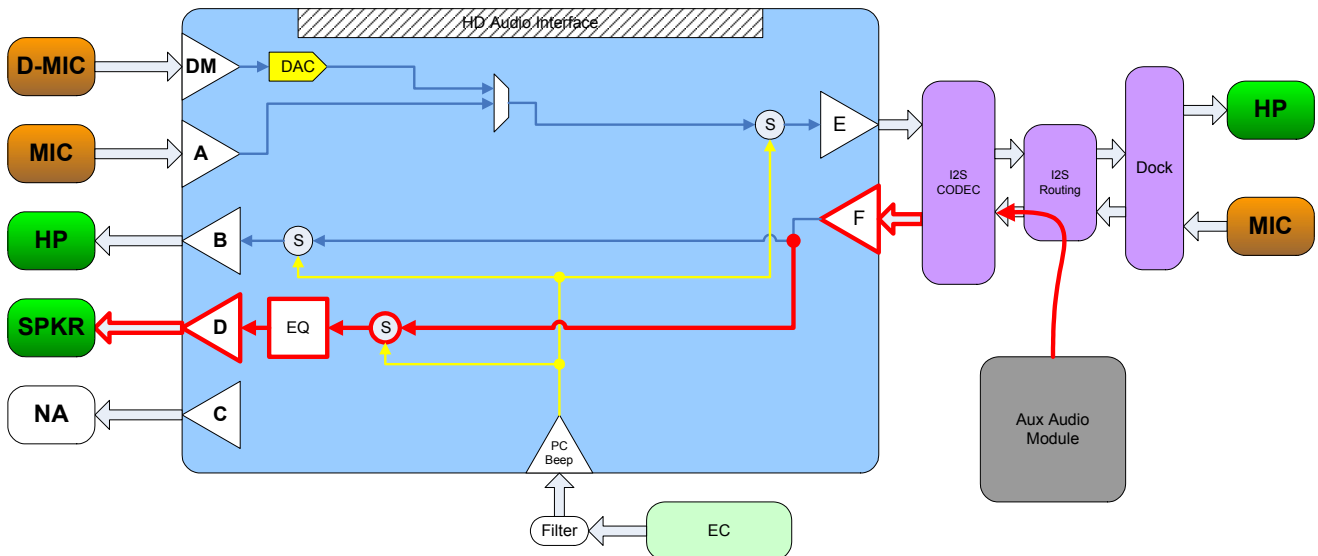 HD Audio Interface
D-MIC
DM
DAC
MIC
A
S
E
I2S
CODEC
I2S
Routing
Dock
HP
MIC
HP
B
S
F
SPKR
D
EQ
S
NA
C
PC
Beep
Aux Audio
Module
Filter
EC